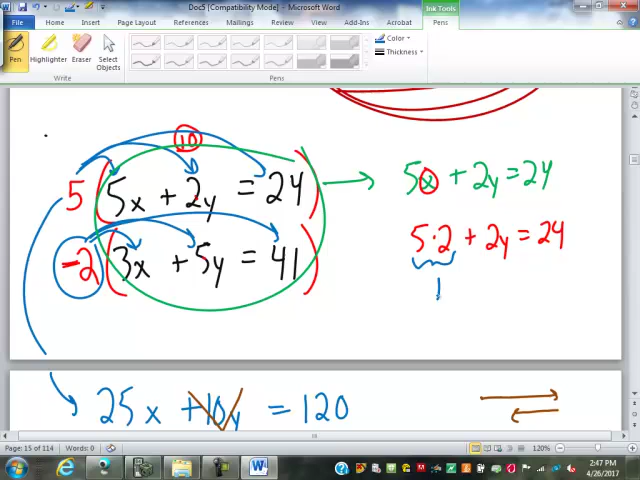 Doc5 [Compatibility Mode] - Microsoft Word
Ink Tools
File Home Insert Page Layout References Mailings Review View Add-Ins Acrobat Pens
Pen Highlighter Eraser Select Objects
Color
Thickness
Write
Pens
10
5 (5x + 2y = 24) → 5x + 2y = 24
-2 (3x + 5y = 41)
5·2 + 2y = 24
1
25x +10y = 120
Page: 15 of 114 Words: 0 120%
2:47 PM
4/26/2017